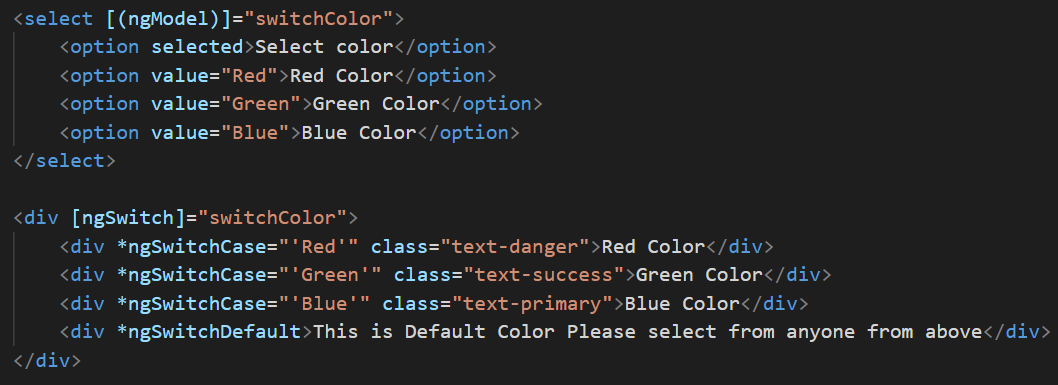 <select [(ngModel)]="switchColor">
    <option selected>Select color</option>
    <option value="Red">Red Color</option>
    <option value="Green">Green Color</option>
    <option value="Blue">Blue Color</option>
</select>

<div [ngSwitch]="switchColor">
    <div *ngSwitchCase="'Red'" class="text-danger">Red Color</div>
    <div *ngSwitchCase="'Green'" class="text-success">Green Color</div>
    <div *ngSwitchCase="'Blue'" class="text-primary">Blue Color</div>
    <div *ngSwitchDefault>This is Default Color Please select from anyone from above</div>
</div>